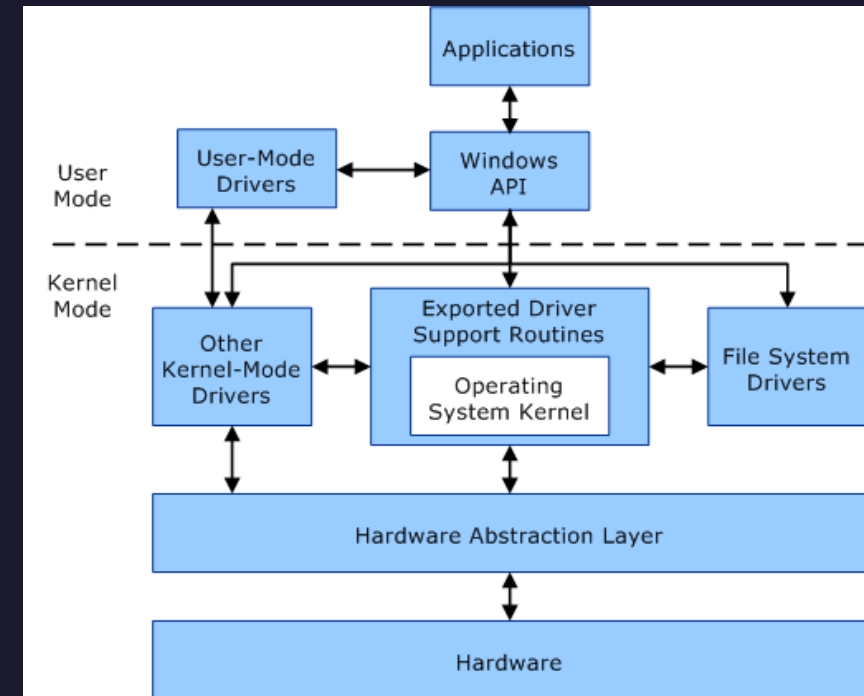 Applications
User-Mode
Drivers
Windows
API
User
Mode
Kernel
Mode
Other
Kernel-Mode
Drivers
Exported Driver
Support Routines
Operating
System Kernel
File System
Drivers
Hardware Abstraction Layer
Hardware